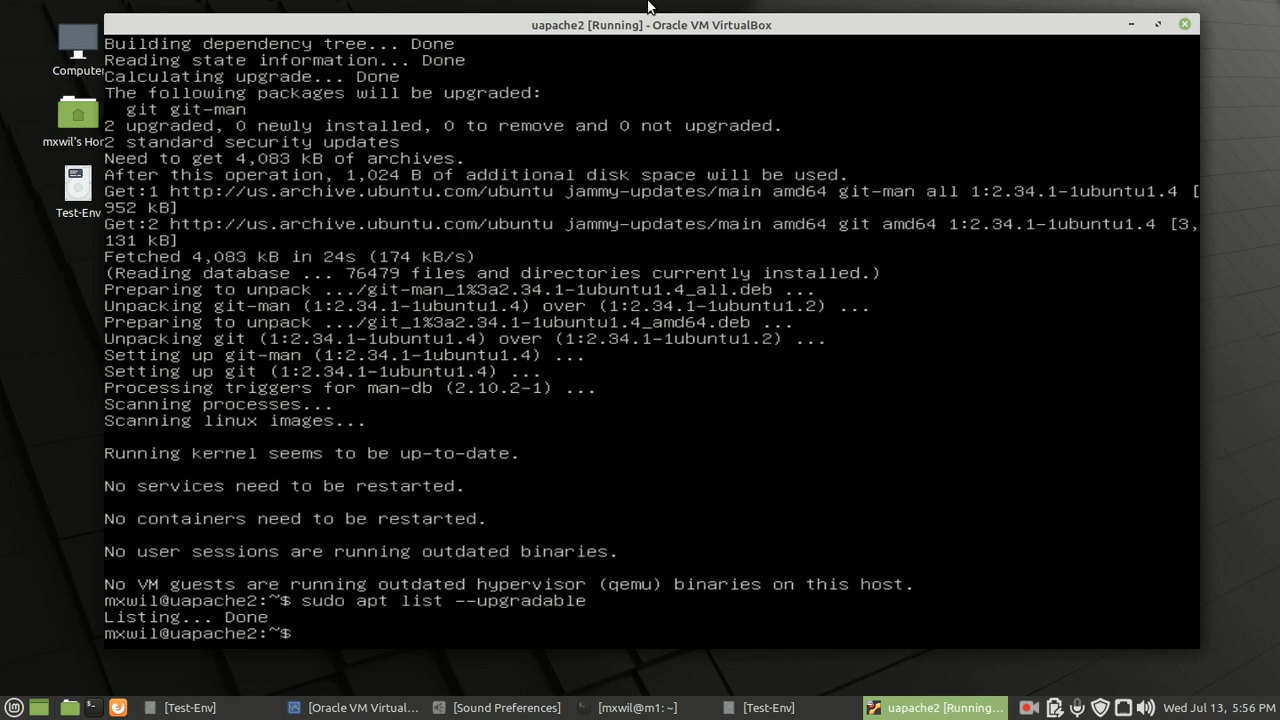 uapache2 [Running] - Oracle VM VirtualBox
Computer
mxwil's Hor
Test-Env
Building dependency tree... Done
Reading state information... Done
Calculating upgrade... Done
The following packages will be upgraded:
  git git-man
2 upgraded, 0 newly installed, 0 to remove and 0 not upgraded.
2 standard security updates
Need to get 4,083 kB of archives.
After this operation, 1,024 B of additional disk space will be used.
Get:1 http://us.archive.ubuntu.com/ubuntu jammy-updates/main amd64 git-man all 1:2.34.1-1ubuntu1.4 [
952 kB]
Get:2 http://us.archive.ubuntu.com/ubuntu jammy-updates/main amd64 git amd64 1:2.34.1-1ubuntu1.4 [3,
131 kB]
Fetched 4,083 kB in 24s (174 kB/s)
(Reading database ... 76479 files and directories currently installed.)
Preparing to unpack .../git-man_1%3a2.34.1-1ubuntu1.4_all.deb ...
Unpacking git-man (1:2.34.1-1ubuntu1.4) over (1:2.34.1-1ubuntu1.2) ...
Preparing to unpack .../git_1%3a2.34.1-1ubuntu1.4_amd64.deb ...
Unpacking git (1:2.34.1-1ubuntu1.4) over (1:2.34.1-1ubuntu1.2) ...
Setting up git-man (1:2.34.1-1ubuntu1.4) ...
Setting up git (1:2.34.1-1ubuntu1.4) ...
Processing triggers for man-db (2.10.2-1) ...
Scanning processes...
Scanning linux images...
Running kernel seems to be up-to-date.
No services need to be restarted.
No containers need to be restarted.
No user sessions are running outdated binaries.
No VM guests are running outdated hypervisor (qemu) binaries on this host.
mxwil@uapache2:~$ sudo apt list --upgradable
Listing... Done
mxwil@uapache2:~$
[Test-Env] [Oracle VM Virtual... [Sound Preferences] [mxwil@m1: ~] [Test-Env] uapache2 [Running... Wed Jul 13, 5:56 PM